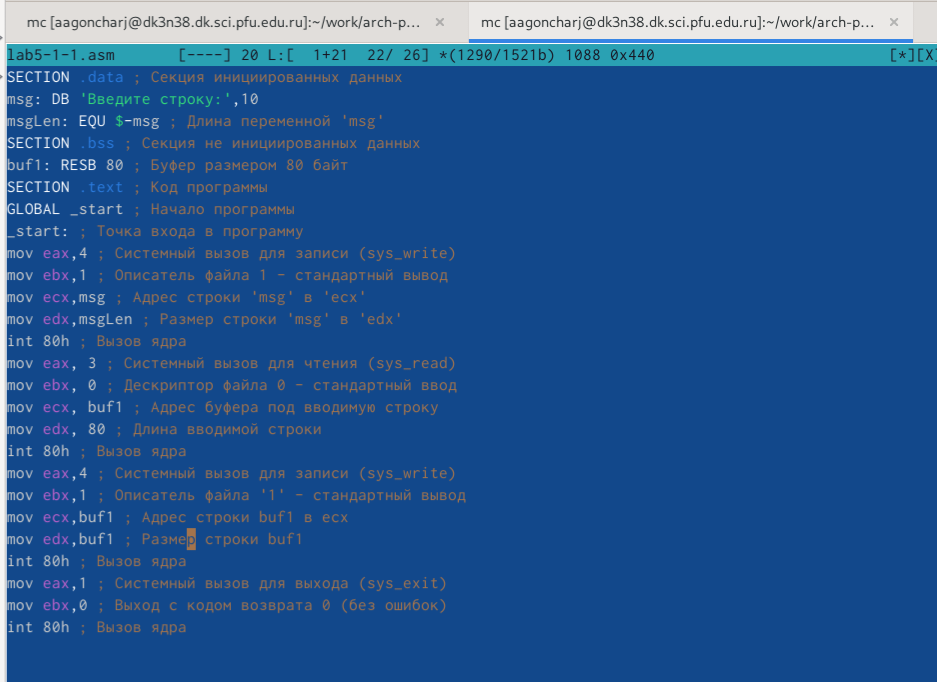 mc [aagoncharj@dk3n38.dk.sci.pfu.edu.ru]:~/work/arch-p... × mc [aagoncharj@dk3n38.dk.sci.pfu.edu.ru]:~/work/arch-p... ×
lab5-1-1.asm [----] 20 L:[ 1+21 22/ 26] *(1290/1521b) 1088 0x440 [*][X]
SECTION .data ; Секция инициированных данных
msg: DB 'Введите строку:',10
msgLen: EQU $-msg ; Длина переменной 'msg'
SECTION .bss ; Секция не инициированных данных
buf1: RESB 80 ; Буфер размером 80 байт
SECTION .text ; Код программы
GLOBAL _start ; Начало программы
_start: ; Точка входа в программу
mov eax,4 ; Системный вызов для записи (sys_write)
mov ebx,1 ; Описатель файла 1 - стандартный вывод
mov ecx,msg ; Адрес строки 'msg' в 'ecx'
mov edx,msgLen ; Размер строки 'msg' в 'edx'
int 80h ; Вызов ядра
mov eax, 3 ; Системный вызов для чтения (sys_read)
mov ebx, 0 ; Дескриптор файла 0 - стандартный ввод
mov ecx, buf1 ; Адрес буфера под вводимую строку
mov edx, 80 ; Длина вводимой строки
int 80h ; Вызов ядра
mov eax,4 ; Системный вызов для записи (sys_write)
mov ebx,1 ; Описатель файла '1' - стандартный вывод
mov ecx,buf1 ; Адрес строки buf1 в ecx
mov edx,buf1 ; Размер строки buf1
int 80h ; Вызов ядра
mov eax,1 ; Системный вызов для выхода (sys_exit)
mov ebx,0 ; Выход с кодом возврата 0 (без ошибок)
int 80h ; Вызов ядра